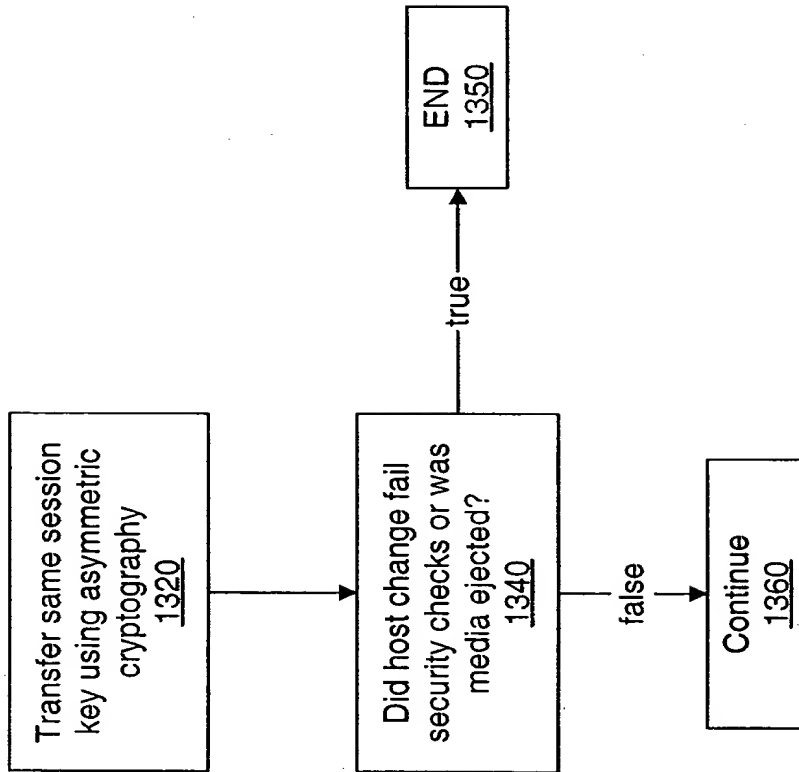 Transfer same session
key using asymmetric
cryptography
1320
Did host change fail
security checks or was
media ejected?
1340
true
END
1350
false
Continue
1360